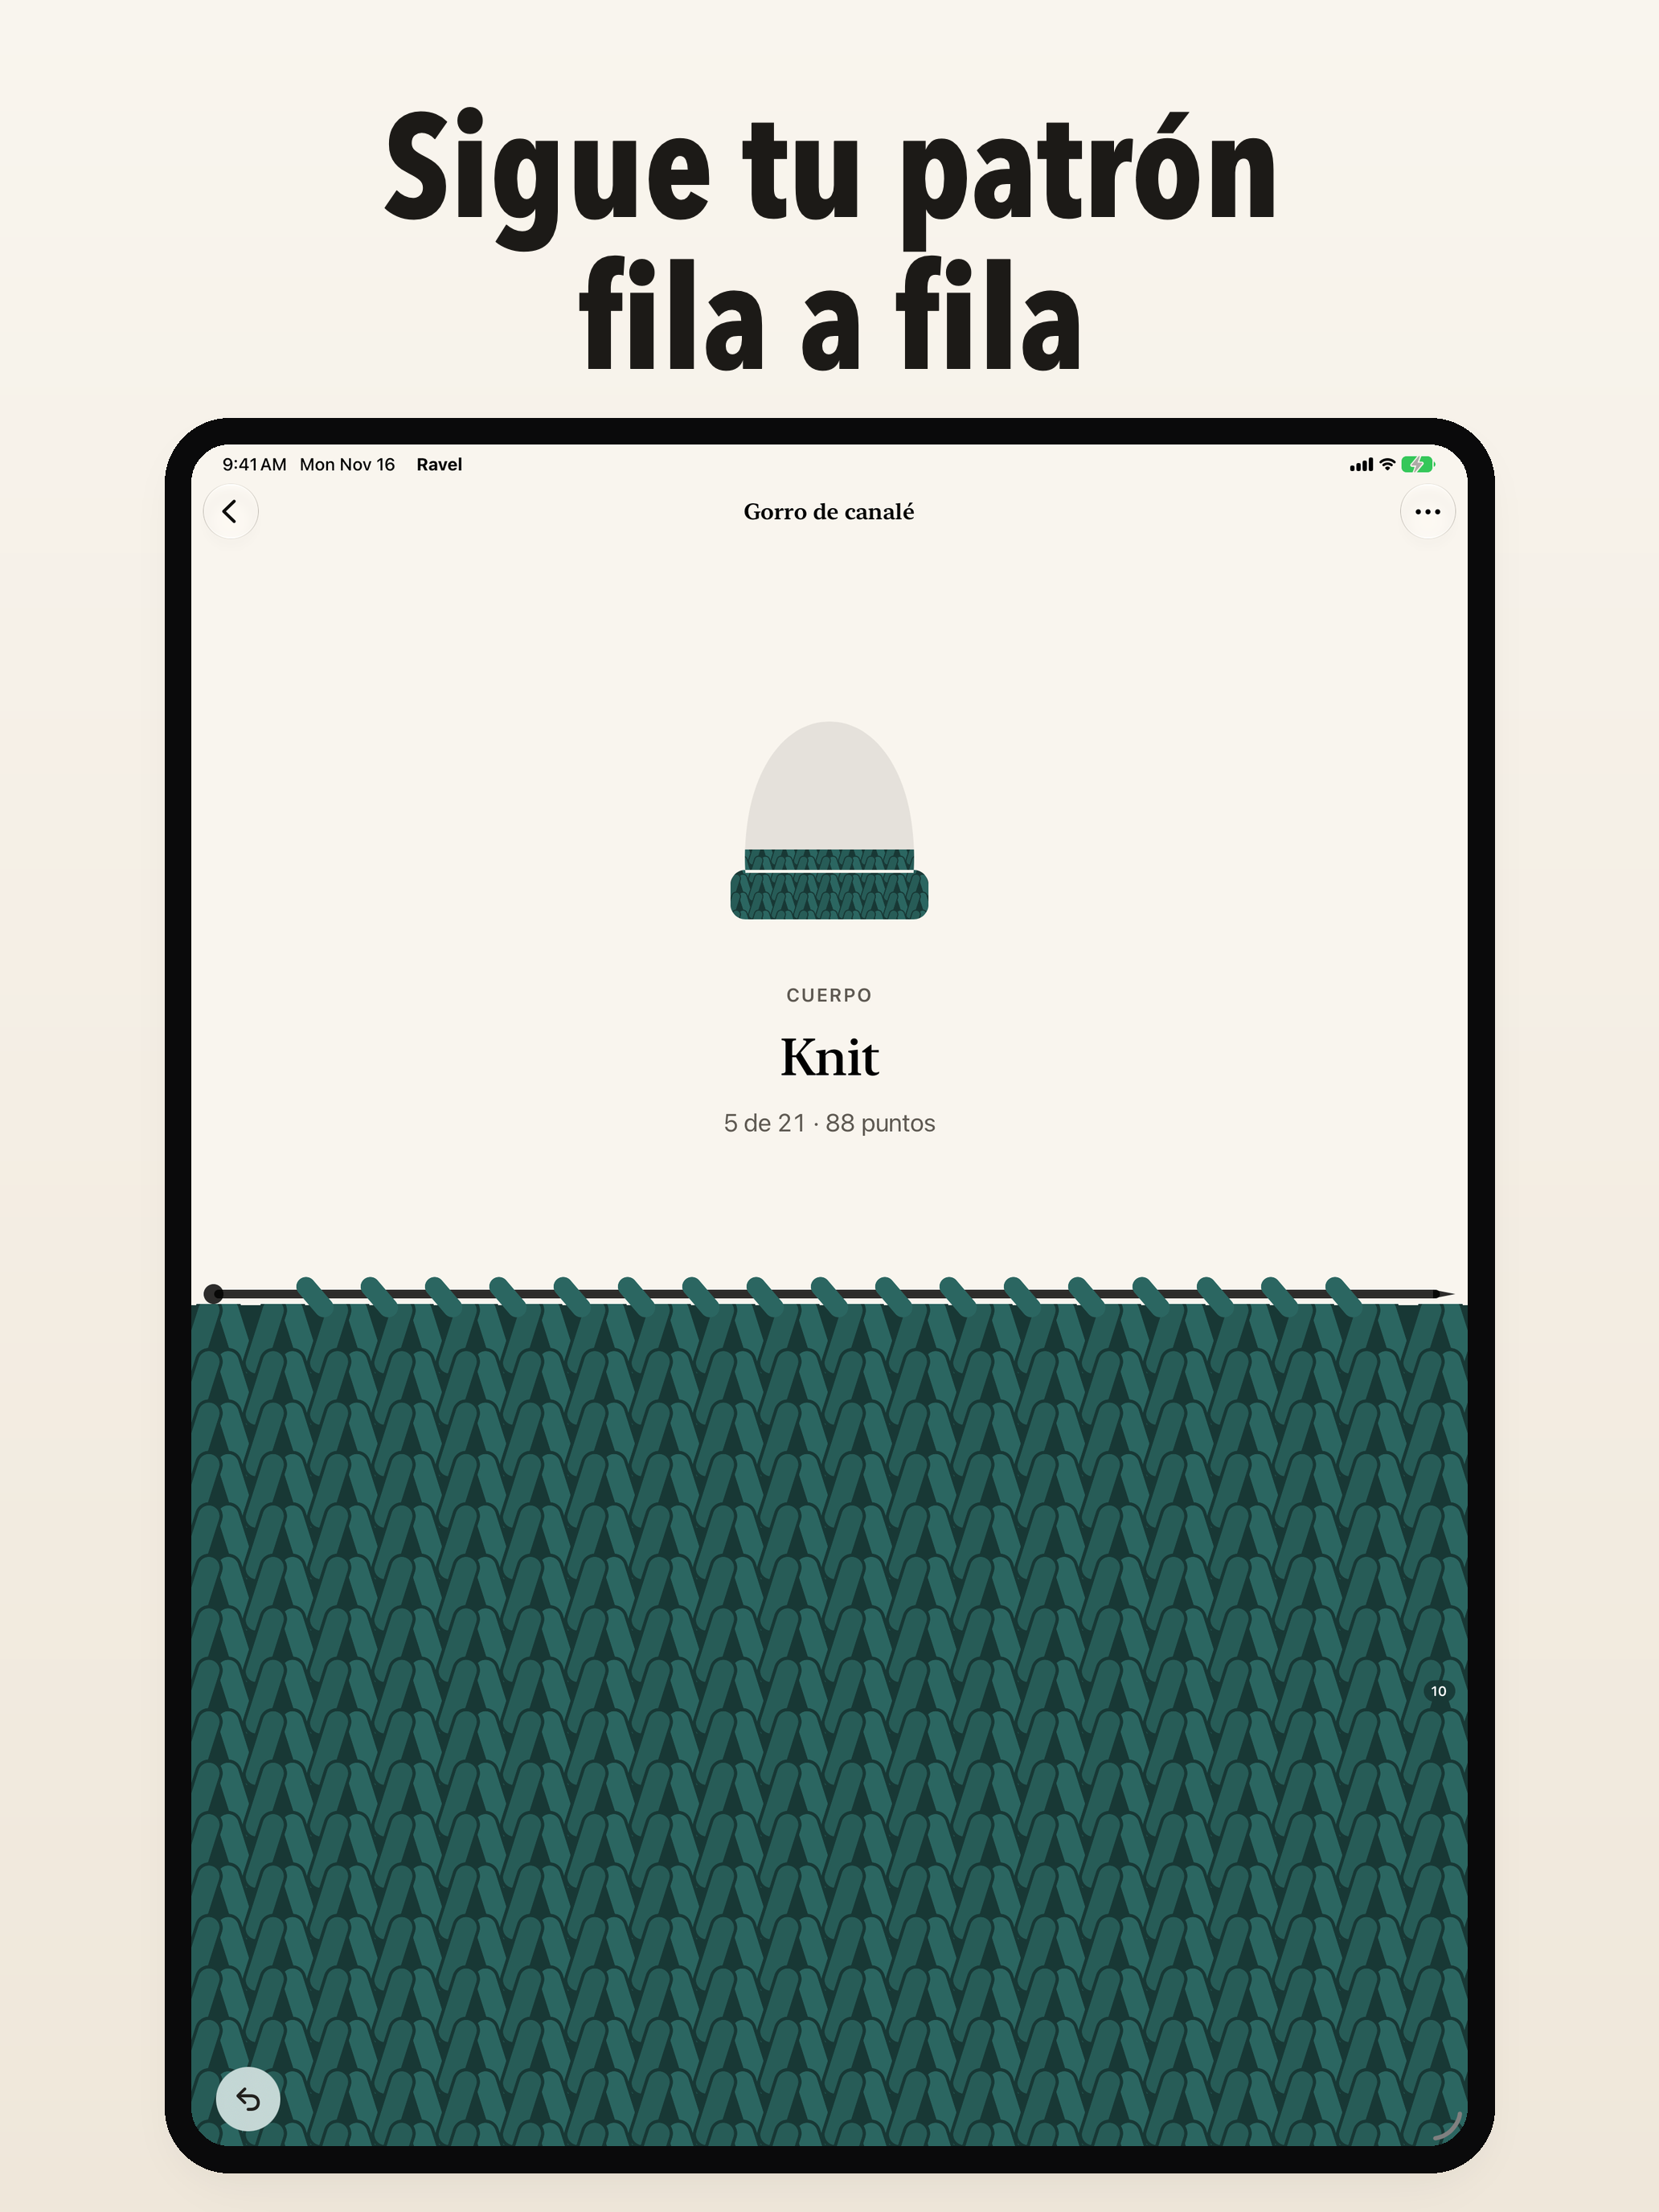 Sigue tu patrón
fila a fila
9:41 AM Mon Nov 16 Ravel
Gorro de canalé
CUERPO
Knit
5 de 21 · 88 puntos
10